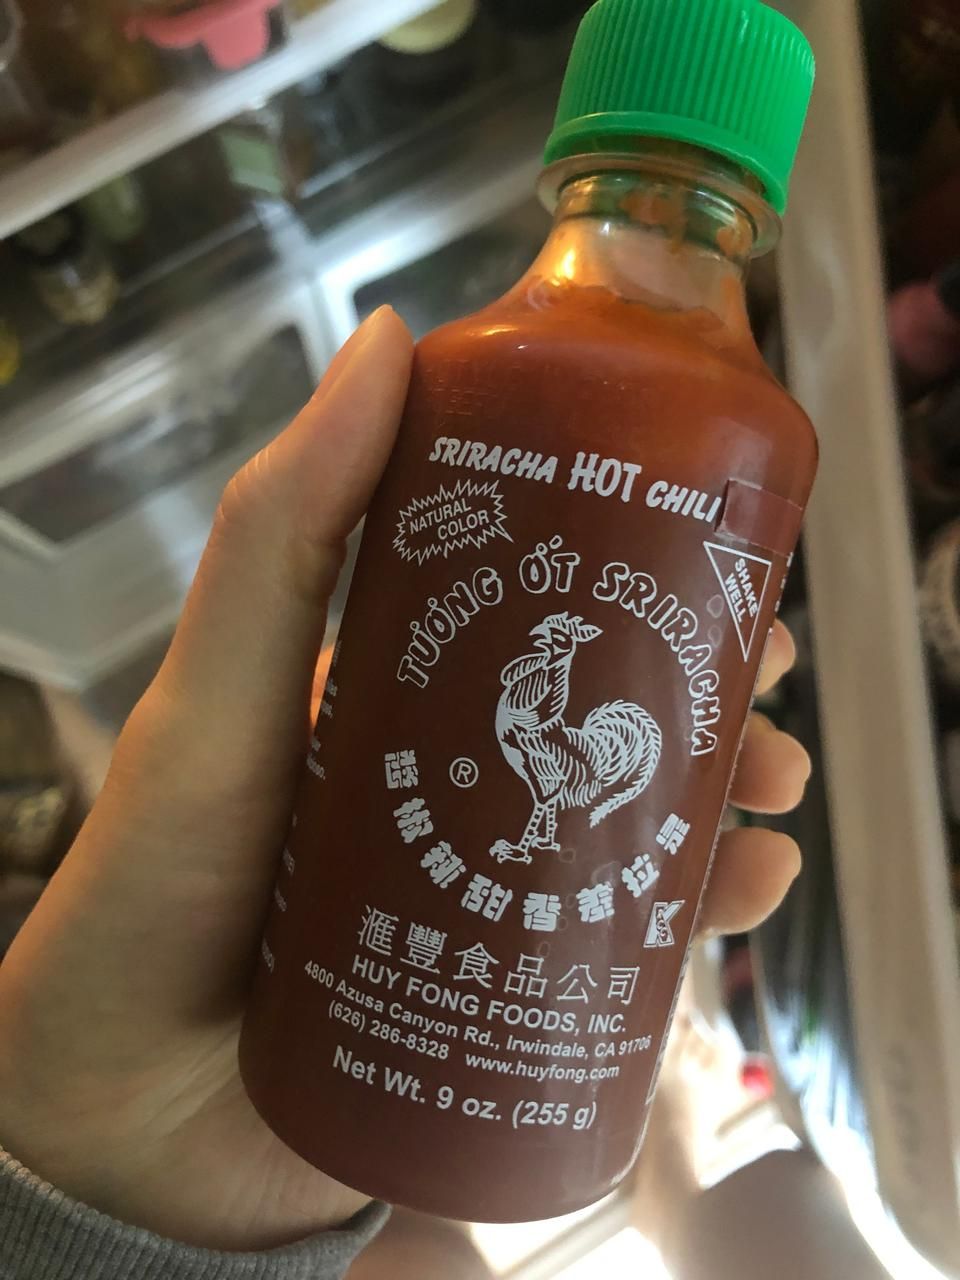 SRIRACHA HOT CHILI
NATURAL
COLOR
SHAKE
WELL
TƯƠNG ỚT SRIRACHA
®
滙豐食品公司
HUY FONG FOODS, INC.
4800 Azusa Canyon Rd., Irwindale, CA 91706
(626) 286-8328 www.huyfong.com
Net Wt. 9 oz. (255 g)